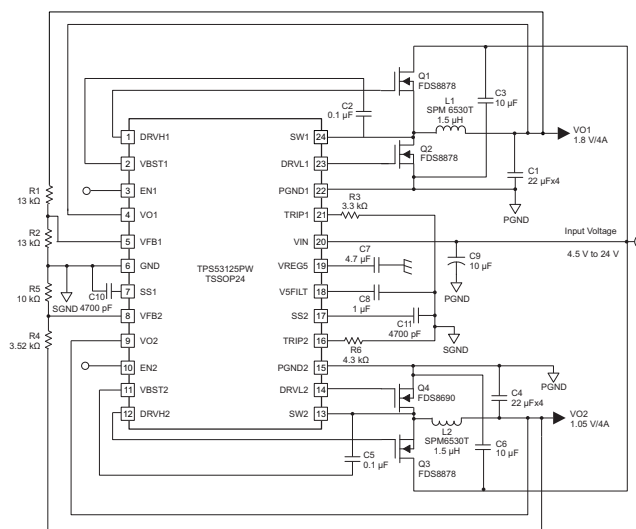 Q1
FDS8878
C3
10 µF
C2
0.1 µF
L1
SPM 6530T
1.5 µH
VO1
1.8 V/4A
Q2
FDS8878
C1
22 µFx4
PGND
1 DRVH1
2 VBST1
3 EN1
4 VO1
5 VFB1
6 GND
7 SS1
8 VFB2
9 VO2
10 EN2
11 VBST2
12 DRVH2
TPS53125PW
TSSOP24
SW1 24
DRVL1 23
PGND1 22
TRIP1 21
VIN 20
VREG5 19
V5FILT 18
SS2 17
TRIP2 16
PGND2 15
DRVL2 14
SW2 13
R1
13 kΩ
R2
13 kΩ
R5
10 kΩ
R4
3.52 kΩ
SGND
C10
4700 pF
R3
3.3 kΩ
C7
4.7 µF
C8
1 µF
C11
4700 pF
R6
4.3 kΩ
SGND
C9
10 µF
PGND
Input Voltage
4.5 V to 24 V
PGND
Q4
FDS8690
C4
22 µFx4
VO2
1.05 V/4A
L2
SPM6530T
1.5 µH
C6
10 µF
C5
0.1 µF
Q3
FDS8878